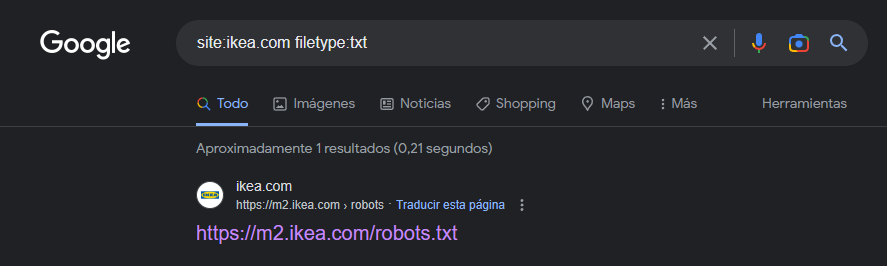 Google
site:ikea.com filetype:txt
Todo Imágenes Noticias Shopping Maps Más Herramientas
Aproximadamente 1 resultados (0,21 segundos)
IKEA
ikea.com
https://m2.ikea.com › robots · Traducir esta página
https://m2.ikea.com/robots.txt